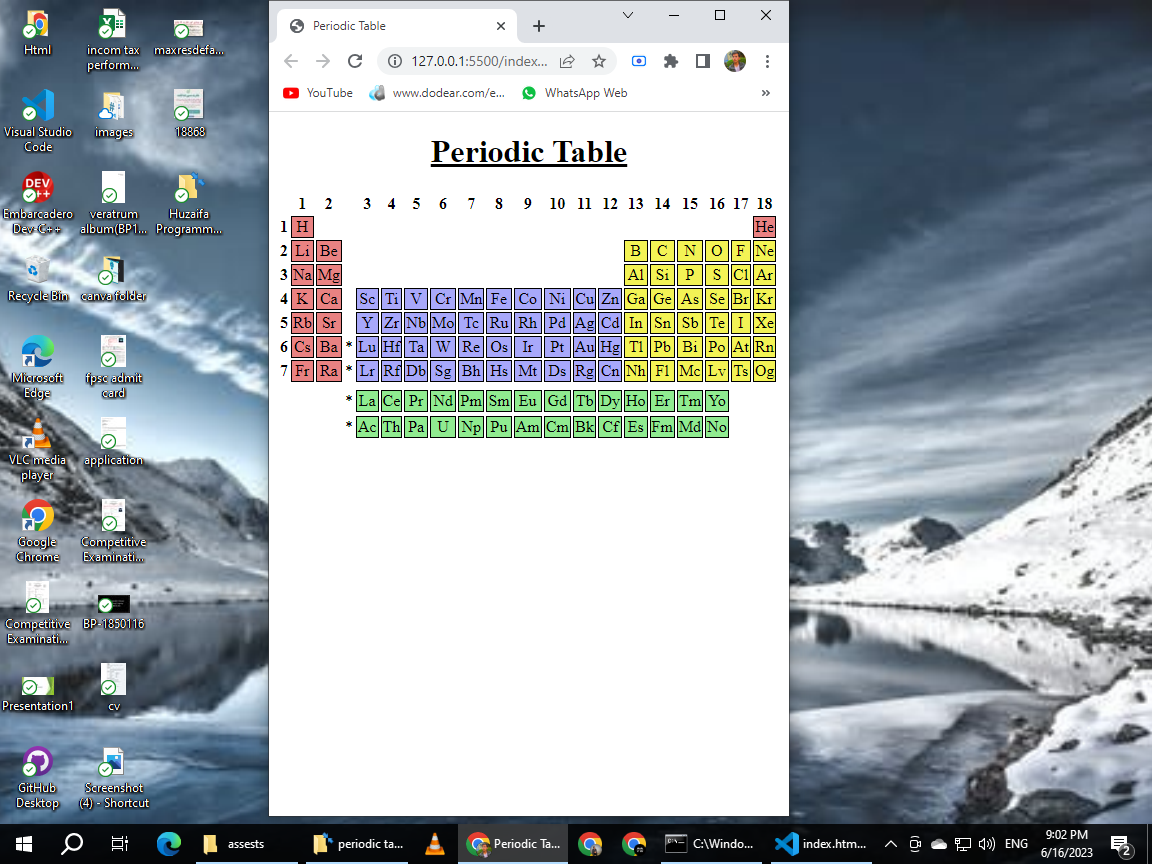 Html
incom tax
perform...
maxresdefa...
Visual Studio
Code
images
18868
DEV
C++
Embarcadero
Dev-C++
veratrum
album(BP1...
Huzaifa
Programm...
Recycle Bin
canva folder
Microsoft
Edge
fpsc admit
card
VLC media
player
application
Google
Chrome
Competitive
Examinati...
Competitive
Examinati...
BP-1850116
Presentation1
cv
GitHub
Desktop
Screenshot
(4) - Shortcut
Periodic Table
127.0.0.1:5500/index...
YouTube
www.dodear.com/e...
WhatsApp Web
»
Periodic Table
1 2 3 4 5 6 7 8 9 10 11 12 13 14 15 16 17 18
1 H He
2 Li Be B C N O F Ne
3 Na Mg Al Si P S Cl Ar
4 K Ca Sc Ti V Cr Mn Fe Co Ni Cu Zn Ga Ge As Se Br Kr
5 Rb Sr Y Zr Nb Mo Tc Ru Rh Pd Ag Cd In Sn Sb Te I Xe
6 Cs Ba * Lu Hf Ta W Re Os Ir Pt Au Hg Tl Pb Bi Po At Rn
7 Fr Ra * Lr Rf Db Sg Bh Hs Mt Ds Rg Cn Nh Fl Mc Lv Ts Og
* La Ce Pr Nd Pm Sm Eu Gd Tb Dy Ho Er Tm Yo
* Ac Th Pa U Np Pu Am Cm Bk Cf Es Fm Md No
assests
periodic ta...
Periodic Ta...
C:\Windo...
index.htm...
ENG
9:02 PM
6/16/2023
2